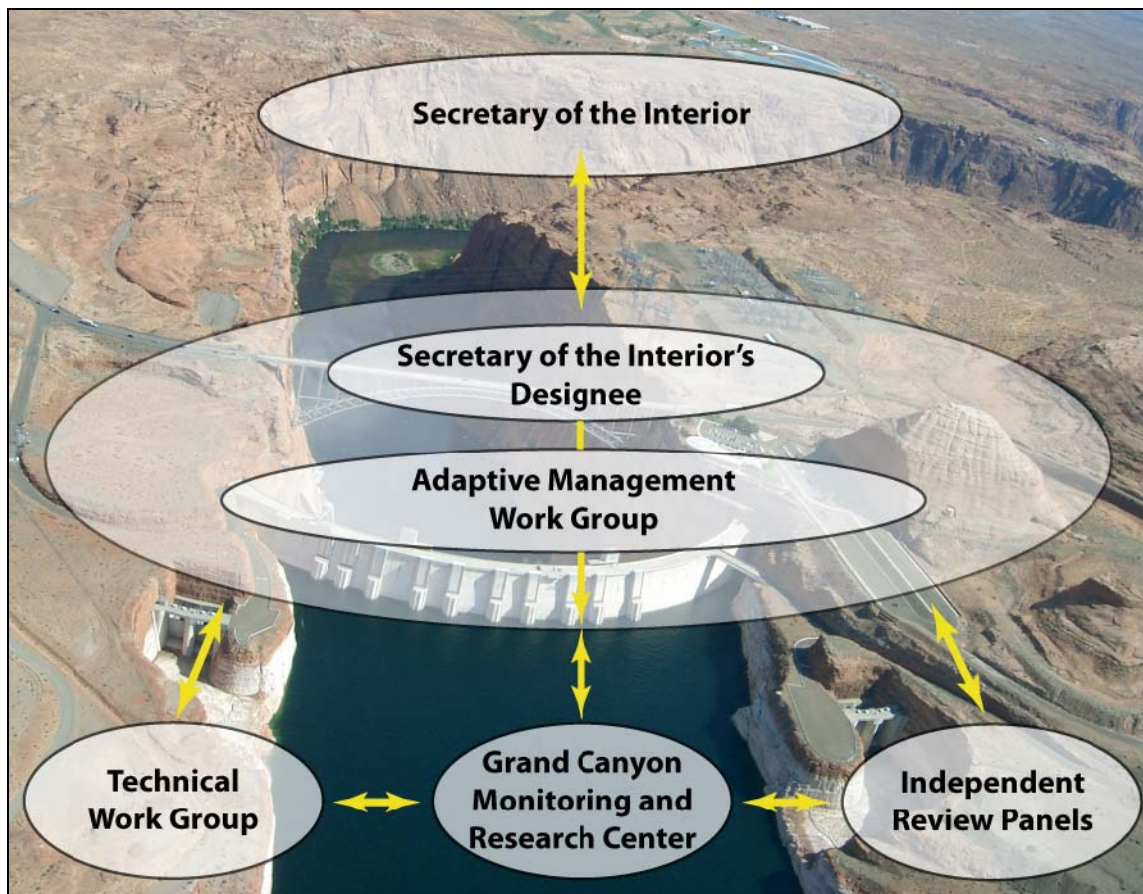 Secretary of the Interior
Secretary of the Interior’s
Designee
Adaptive Management
Work Group
Technical
Work Group
Grand Canyon
Monitoring and
Research Center
Independent
Review Panels